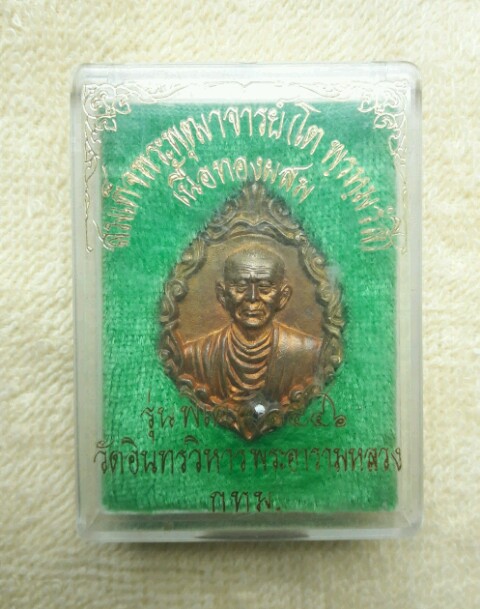 สมเด็จพระพุฒาจารย์ (โต พฺรหฺมรํสี)
เนื้อทองผสม
รุ่น
วัดอินทรวิหารพระอารามหลวง
กทม.